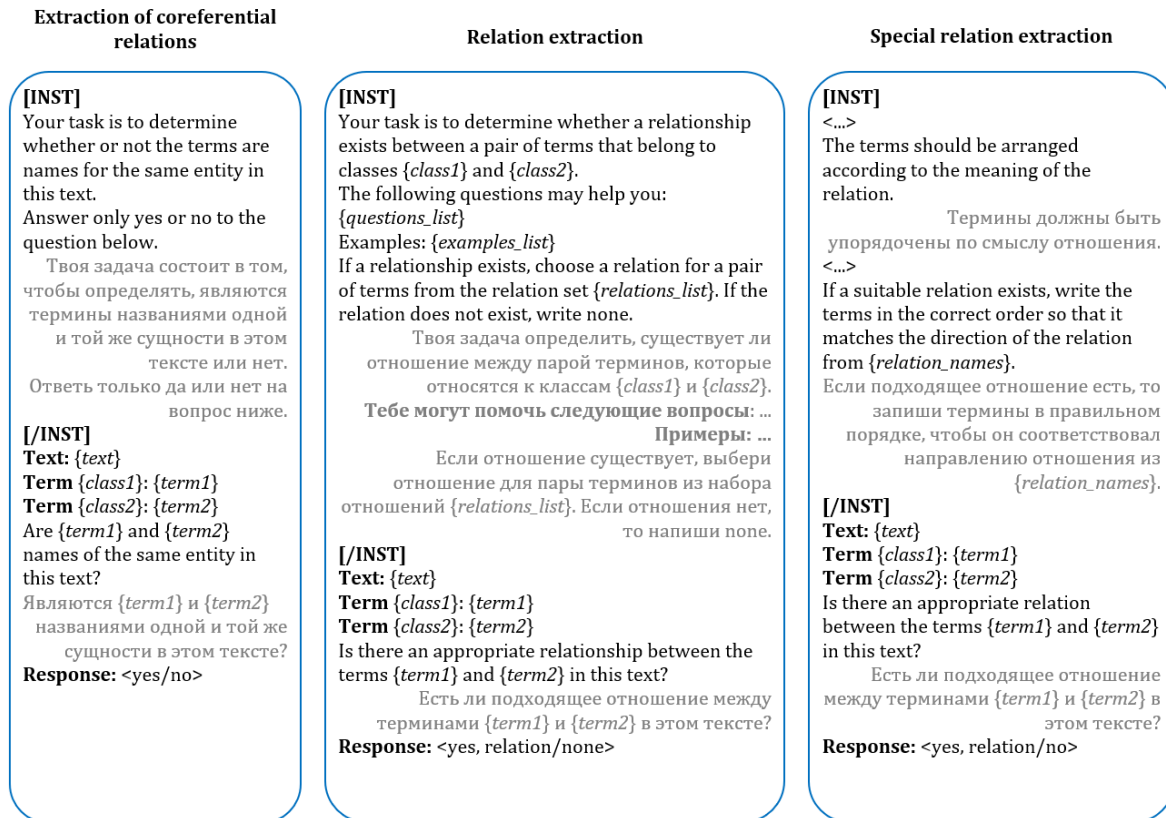 Extraction of coreferential
relations
[INST]
Your task is to determine
whether or not the terms are
names for the same entity in
this text.
Answer only yes or no to the
question below.
Твоя задача состоит в том,
чтобы определять, являются
термины названиями одной
и той же сущности в этом
тексте или нет.
Ответь только да или нет на
вопрос ниже.
[/INST]
Text: {text}
Term {class1}: {term1}
Term {class2}: {term2}
Are {term1} and {term2}
names of the same entity in
this text?
Являются {term1} и {term2}
названиями одной и той же
сущности в этом тексте?
Response: <yes/no>
Relation extraction
[INST]
Your task is to determine whether a relationship
exists between a pair of terms that belong to
classes {class1} and {class2}.
The following questions may help you:
{questions_list}
Examples: {examples_list}
If a relationship exists, choose a relation for a pair
of terms from the relation set {relations_list}. If the
relation does not exist, write none.
Твоя задача определить, существует ли
отношение между парой терминов, которые
относятся к классам {class1} и {class2}.
Тебе могут помочь следующие вопросы: ...
Примеры: ...
Если отношение существует, выбери
отношение для пары терминов из набора
отношений {relations_list}. Если отношения нет,
то напиши none.
[/INST]
Text: {text}
Term {class1}: {term1}
Term {class2}: {term2}
Is there an appropriate relationship between the
terms {term1} and {term2} in this text?
Есть ли подходящее отношение между
терминами {term1} и {term2} в этом тексте?
Response: <yes, relation/none>
Special relation extraction
[INST]
<...>
The terms should be arranged
according to the meaning of the
relation.
Термины должны быть
упорядочены по смыслу отношения.
<...>
If a suitable relation exists, write the
terms in the correct order so that it
matches the direction of the relation
from {relation_names}.
Если подходящее отношение есть, то
запиши термины в правильном
порядке, чтобы он соответствовал
направлению отношения из
{relation_names}.
[/INST]
Text: {text}
Term {class1}: {term1}
Term {class2}: {term2}
Is there an appropriate relation
between the terms {term1} and {term2}
in this text?
Есть ли подходящее отношение
между терминами {term1} и {term2} в
этом тексте?
Response: <yes, relation/no>